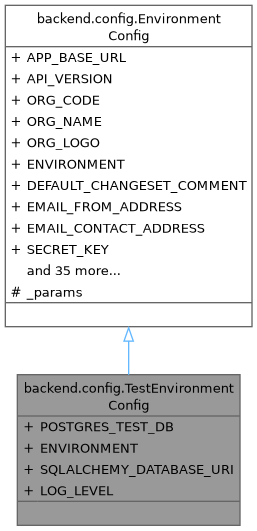 backend.config.Environment
Config
+ APP_BASE_URL
+ API_VERSION
+ ORG_CODE
+ ORG_NAME
+ ORG_LOGO
+ ENVIRONMENT
+ DEFAULT_CHANGESET_COMMENT
+ EMAIL_FROM_ADDRESS
+ EMAIL_CONTACT_ADDRESS
+ SECRET_KEY
and 35 more...
# _params
backend.config.TestEnvironment
Config
+ POSTGRES_TEST_DB
+ ENVIRONMENT
+ SQLALCHEMY_DATABASE_URI
+ LOG_LEVEL